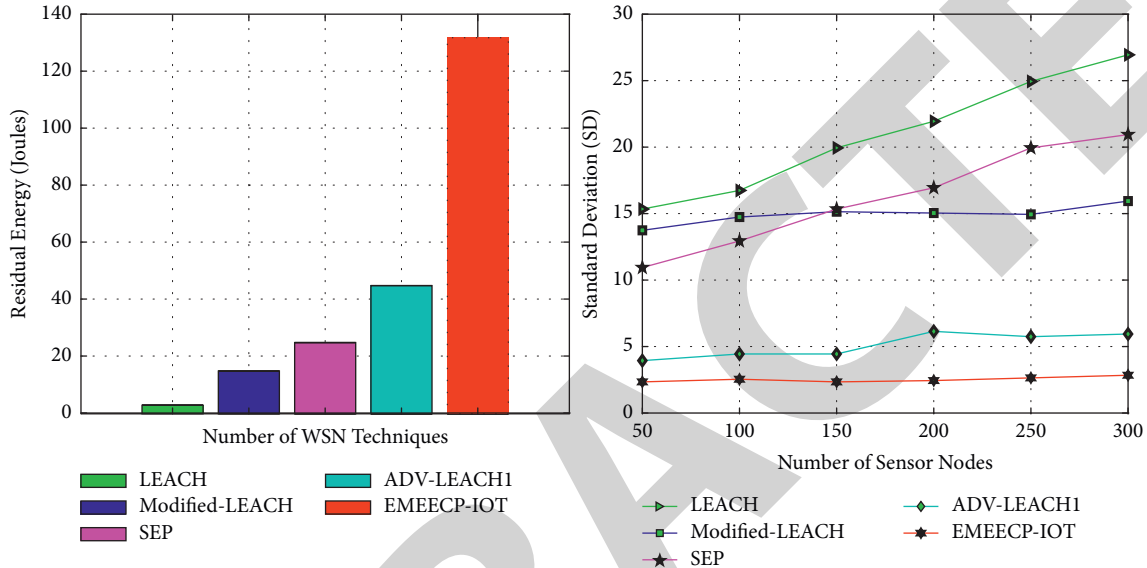 140
120
100
80
60
40
20
0
Residual Energy (Joules)
Number of WSN Techniques
LEACH
Modified-LEACH
SEP
ADV-LEACH1
EMEECP-IOT
30
25
20
15
10
5
0
Standard Deviation (SD)
50 100 150 200 250 300
Number of Sensor Nodes
LEACH
Modified-LEACH
SEP
ADV-LEACH1
EMEECP-IOT